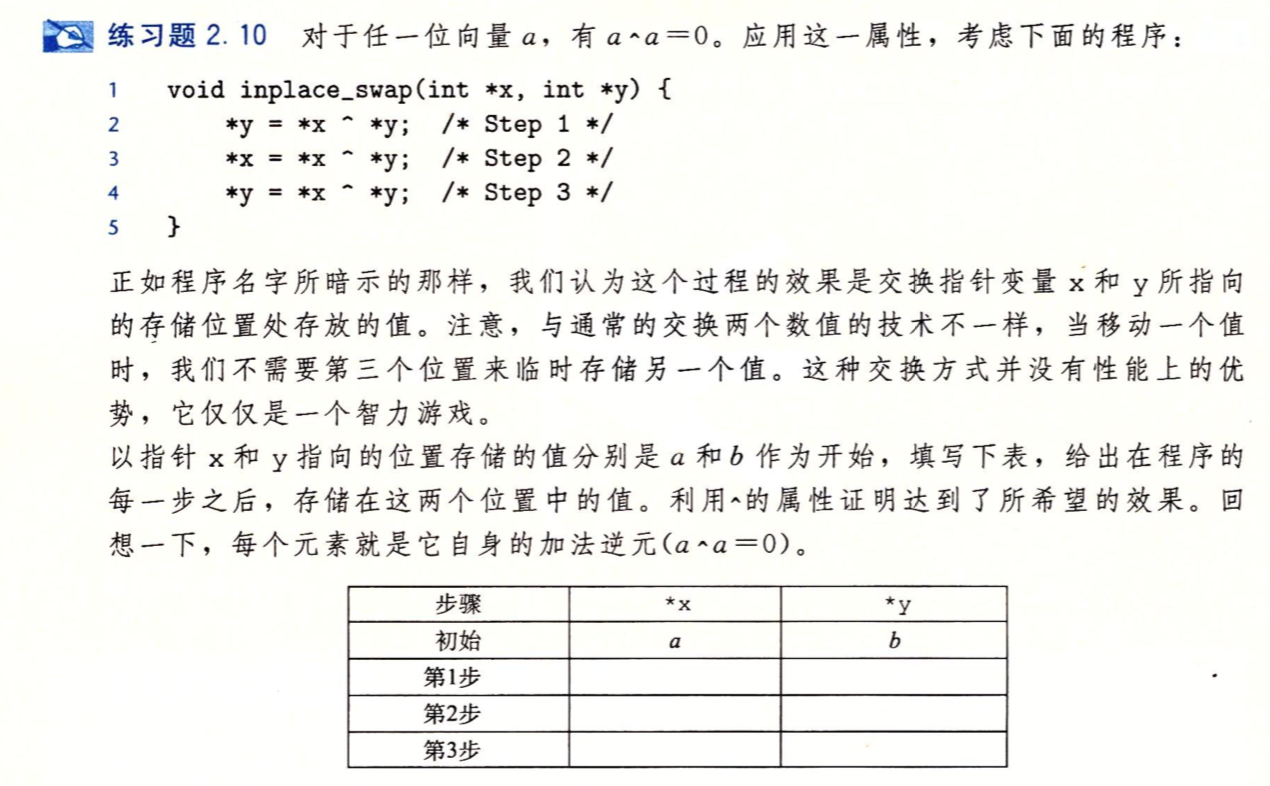 练习题 2.10 对于任一位向量 a，有 a^a=0。应用这一属性，考虑下面的程序：
1 void inplace_swap(int *x, int *y) {
2 *y = *x ^ *y; /* Step 1 */
3 *x = *x ^ *y; /* Step 2 */
4 *y = *x ^ *y; /* Step 3 */
5 }
正如程序名字所暗示的那样，我们认为这个过程的效果是交换指针变量 x 和 y 所指向
的存储位置处存放的值。注意，与通常的交换两个数值的技术不一样，当移动一个值
时，我们不需要第三个位置来临时存储另一个值。这种交换方式并没有性能上的优
势，它仅仅是一个智力游戏。
以指针 x 和 y 指向的位置存储的值分别是 a 和 b 作为开始，填写下表，给出在程序的
每一步之后，存储在这两个位置中的值。利用^的属性证明达到了所希望的效果。回
想一下，每个元素就是它自身的加法逆元(a^a=0)。
步骤 *x *y
初始 a b
第1步
第2步
第3步